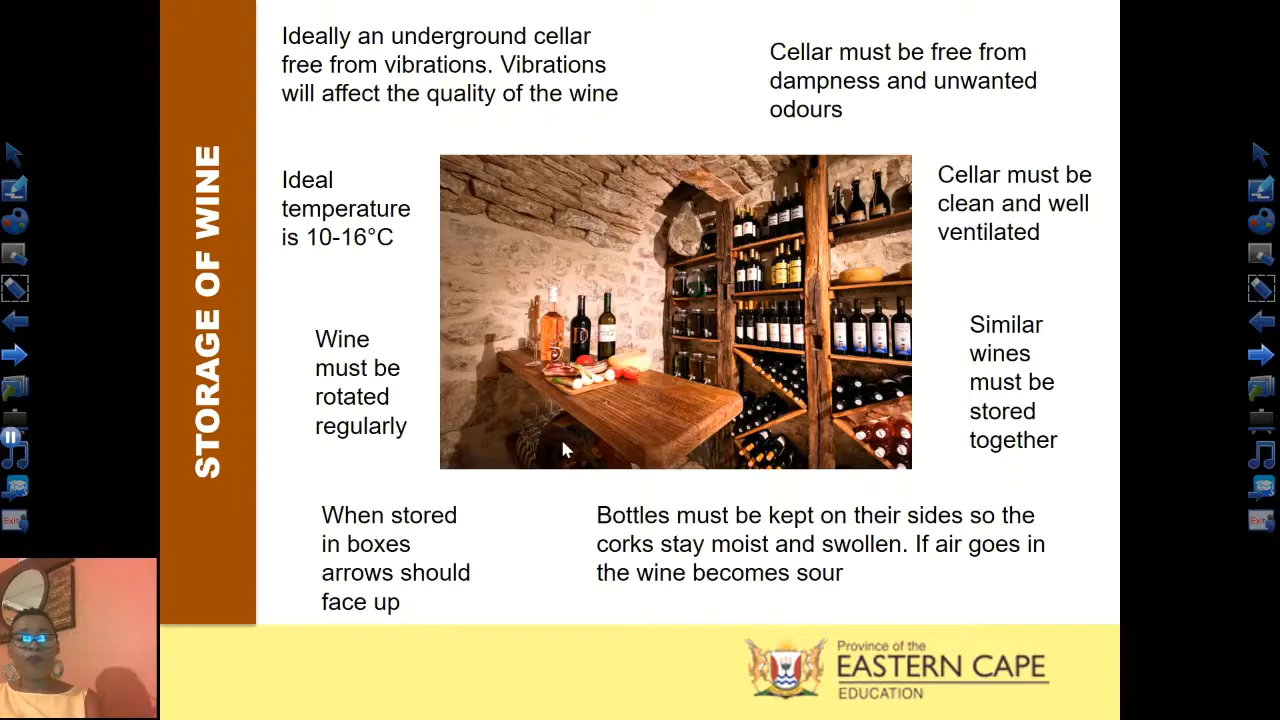 STORAGE OF WINE
Ideally an underground cellar
free from vibrations. Vibrations
will affect the quality of the wine
Cellar must be free from
dampness and unwanted
odours
Ideal
temperature
is 10-16°C
Cellar must be
clean and well
ventilated
Wine
must be
rotated
regularly
Similar
wines
must be
stored
together
When stored
in boxes
arrows should
face up
Bottles must be kept on their sides so the
corks stay moist and swollen. If air goes in
the wine becomes sour
Province of the
EASTERN CAPE
EDUCATION
Exit
Exit